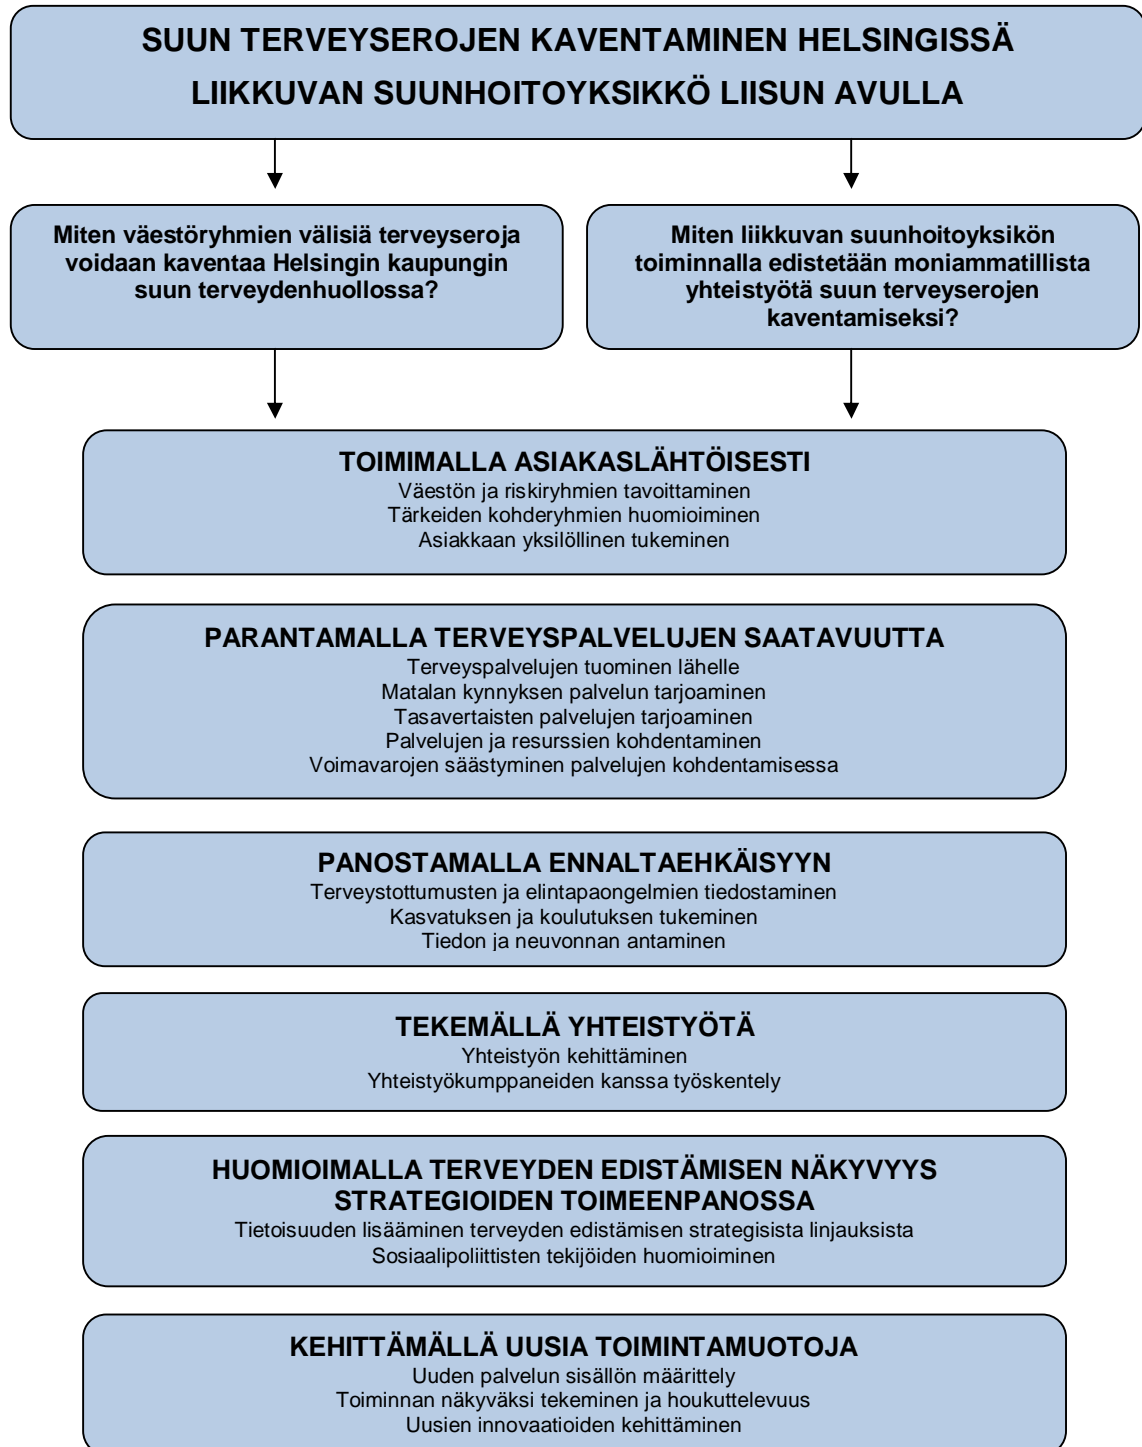 SUUN TERVEYSEROJEN KAVENTAMINEN HELSINGISSÄ
LIIKKUVAN SUUNHOITOYKSIKKÖ LIISUN AVULLA
Miten väestöryhmien välisiä terveyseroja
voidaan kaventaa Helsingin kaupungin
suun terveydenhuollossa?
Miten liikkuvan suunhoitoyksikön
toiminnalla edistetään moniammatillista
yhteistyötä suun terveyserojen
kaventamiseksi?
TOIMIMALLA ASIAKASLÄHTÖISESTI
Väestön ja riskiryhmien tavoittaminen
Tärkeiden kohderyhmien huomioiminen
Asiakkaan yksilöllinen tukeminen
PARANTAMALLA TERVEYSPALVELUJEN SAATAVUUTTA
Terveyspalvelujen tuominen lähelle
Matalan kynnyksen palvelun tarjoaminen
Tasavertaisten palvelujen tarjoaminen
Palvelujen ja resurssien kohdentaminen
Voimavarojen säästyminen palvelujen kohdentamisessa
PANOSTAMALLA ENNALTAEHKÄISYYN
Terveystottumusten ja elintapaongelmien tiedostaminen
Kasvatuksen ja koulutuksen tukeminen
Tiedon ja neuvonnan antaminen
TEKEMÄLLÄ YHTEISTYÖTÄ
Yhteistyön kehittäminen
Yhteistyökumppaneiden kanssa työskentely
HUOMIOIMALLA TERVEYDEN EDISTÄMISEN NÄKYVYYS
STRATEGIOIDEN TOIMEENPANOSSA
Tietoisuuden lisääminen terveyden edistämisen strategisista linjauksista
Sosiaalipoliittisten tekijöiden huomioiminen
KEHITTÄMÄLLÄ UUSIA TOIMINTAMUOTOJA
Uuden palvelun sisällön määrittely
Toiminnan näkyväksi tekeminen ja houkuttelevuus
Uusien innovaatioiden kehittäminen